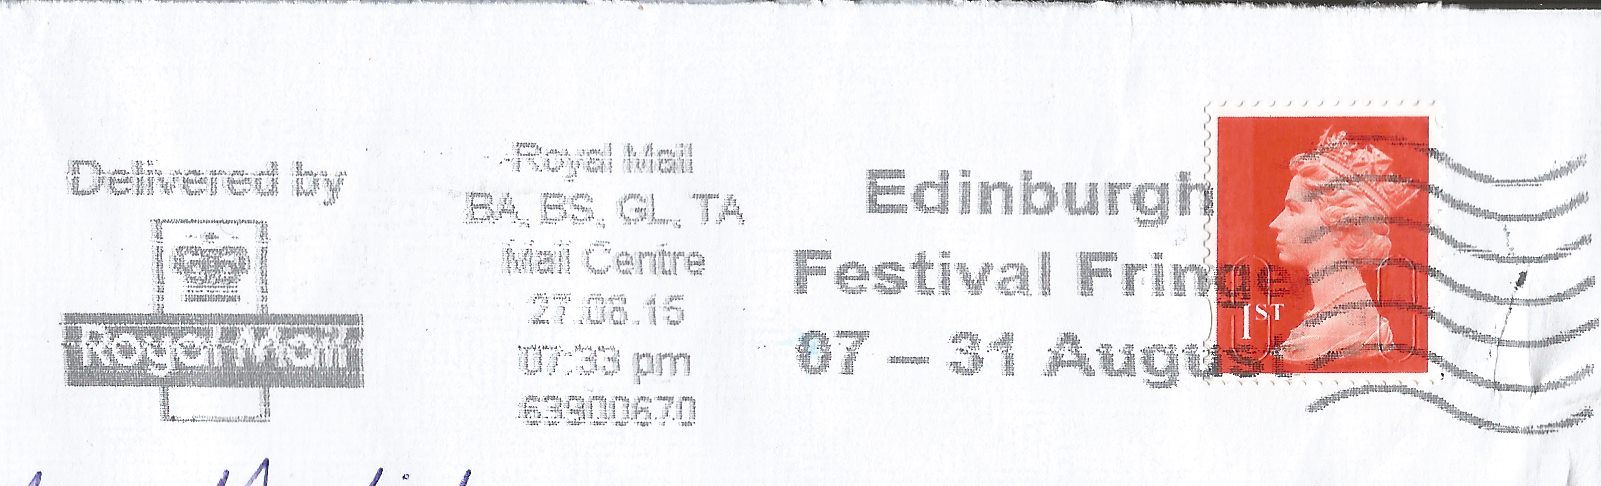 Delivered by
Royal Mail
Royal Mail
BA, BS, GL, TA
Mail Centre
27.08.15
07:33 pm
63900670
Edinburgh
Festival Fringe
07 – 31 August
1ST